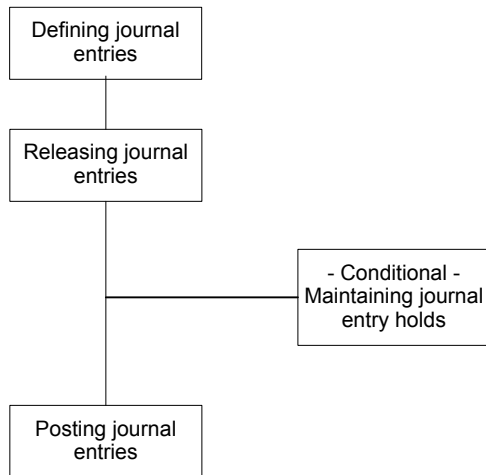 Defining journal
entries
Releasing journal
entries
- Conditional -
Maintaining journal
entry holds
Posting journal
entries